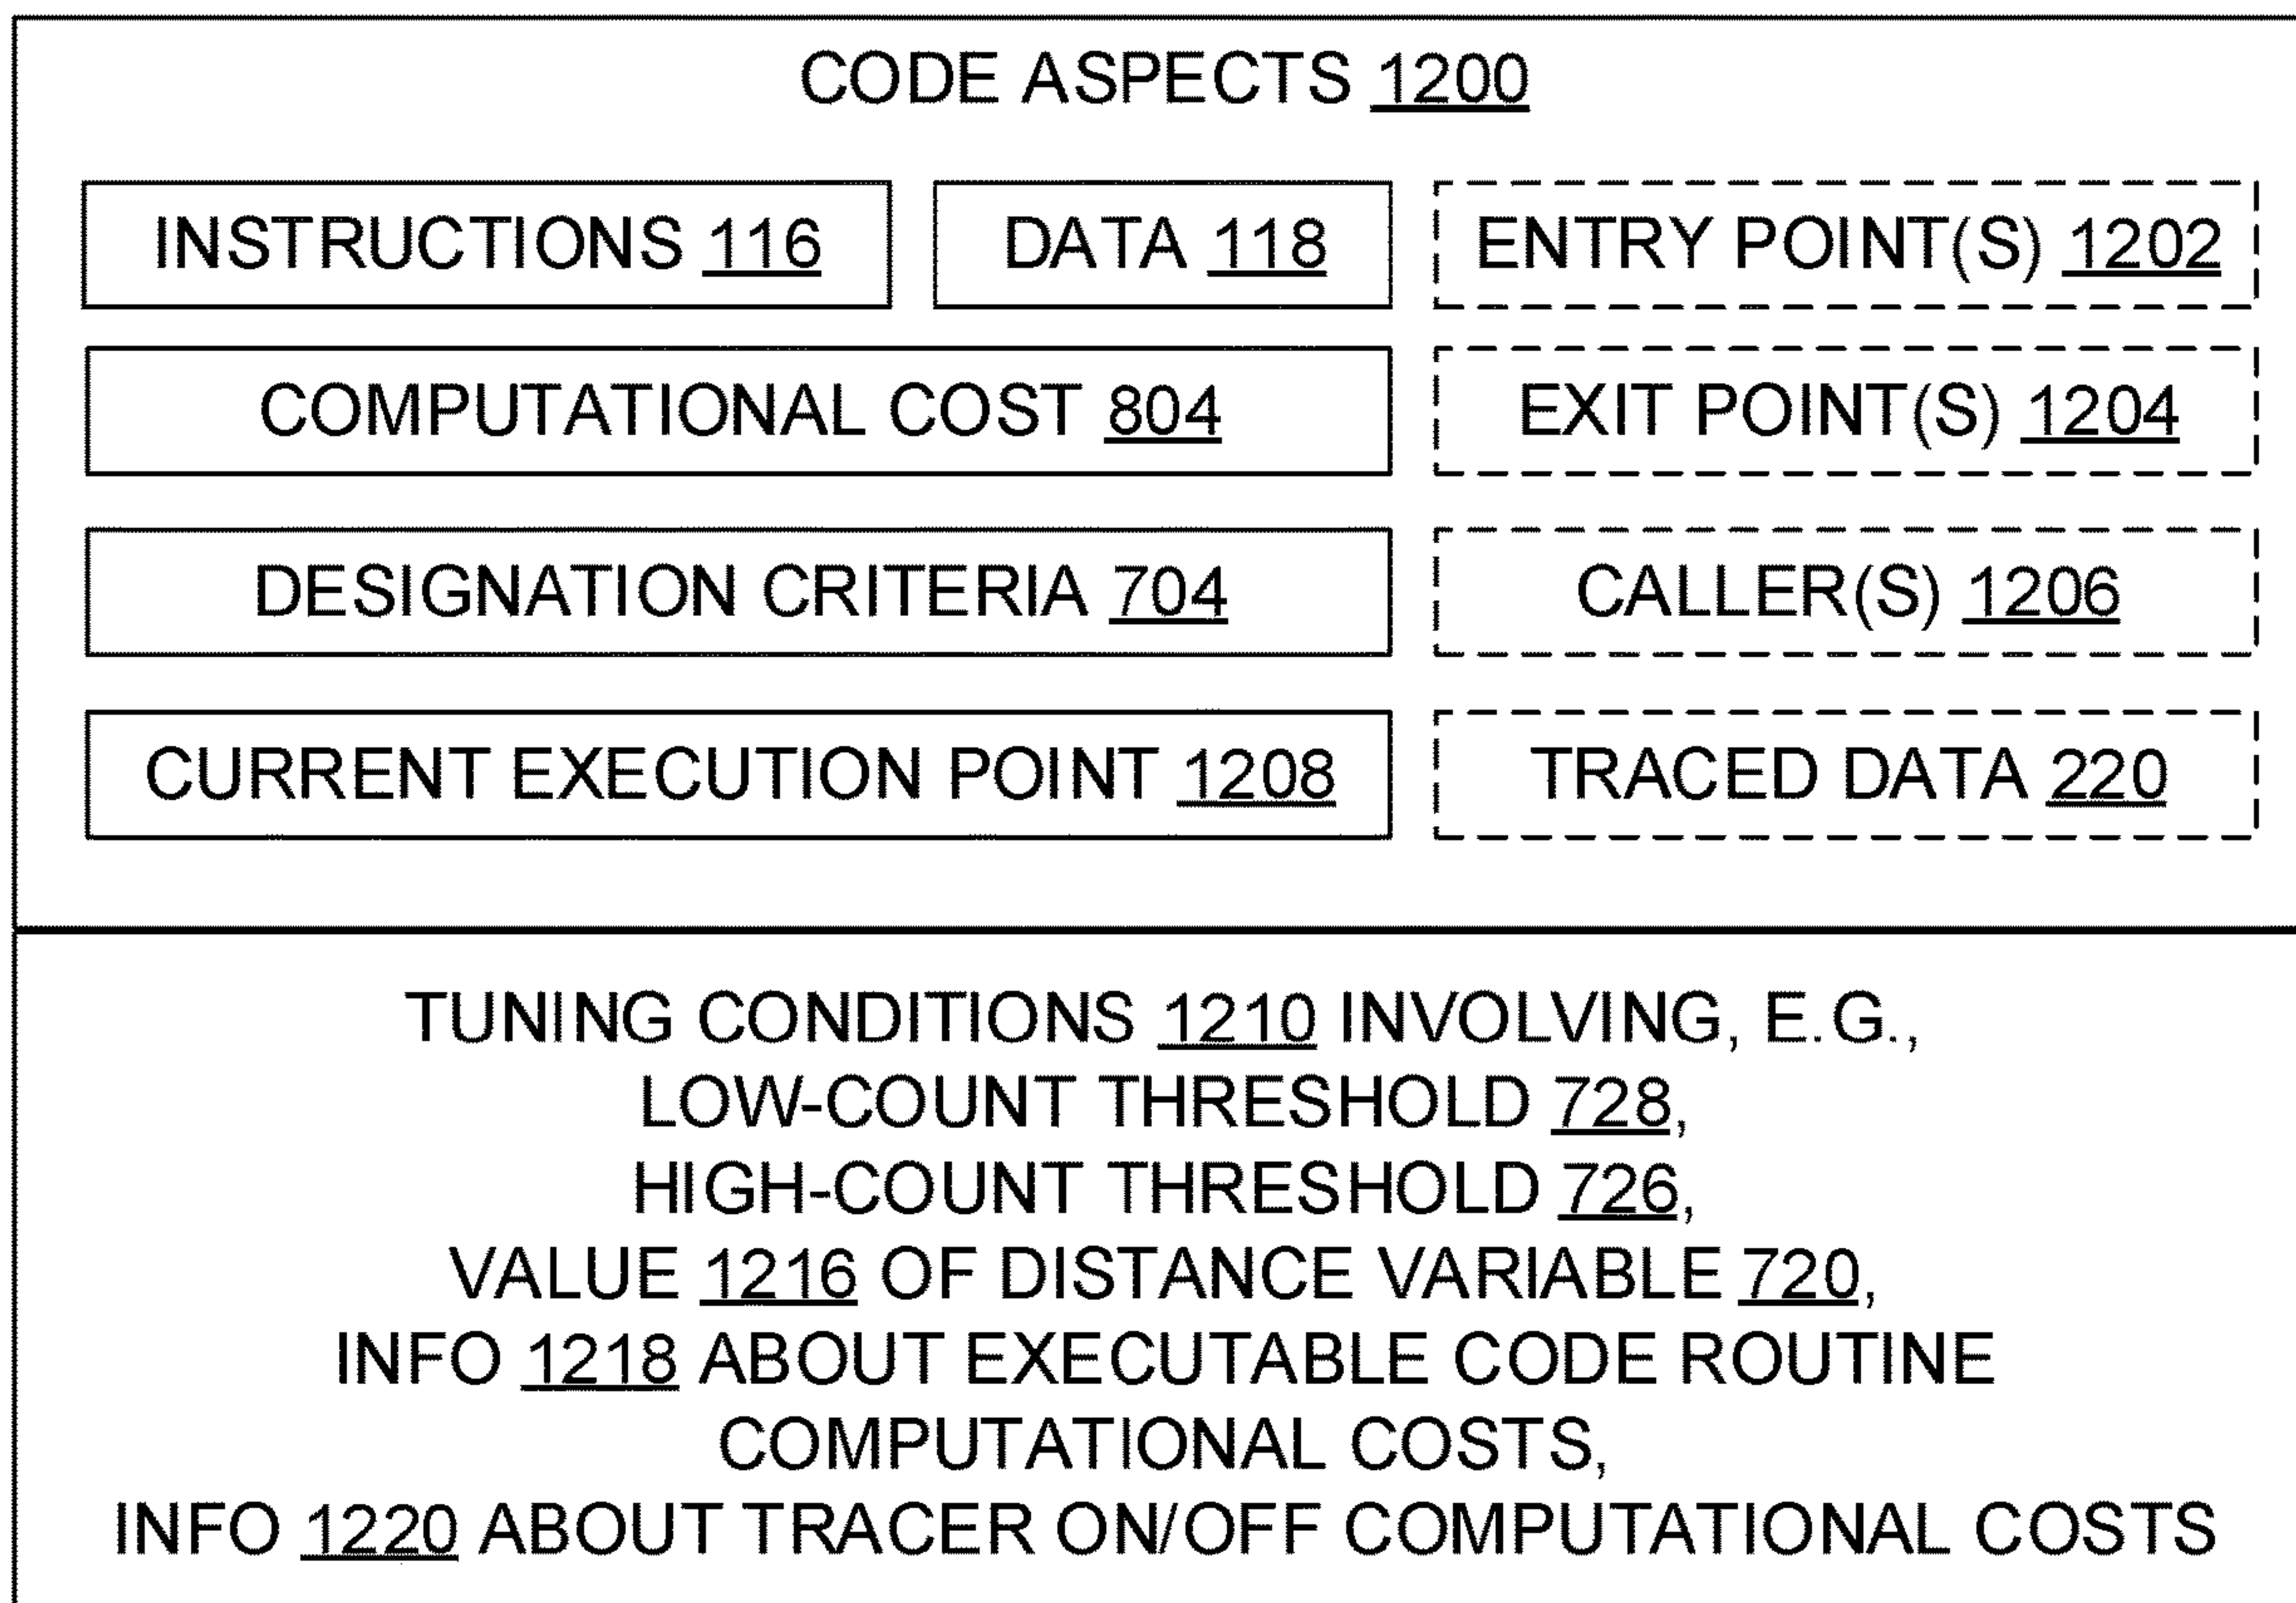 CODE ASPECTS 1200
INSTRUCTIONS 116 DATA 118 ENTRY POINT(S) 1202
COMPUTATIONAL COST 804 EXIT POINT(S) 1204
DESIGNATION CRITERIA 704 CALLER(S) 1206
CURRENT EXECUTION POINT 1208 TRACED DATA 220
TUNING CONDITIONS 1210 INVOLVING, E.G.,
LOW-COUNT THRESHOLD 728,
HIGH-COUNT THRESHOLD 726,
VALUE 1216 OF DISTANCE VARIABLE 720,
INFO 1218 ABOUT EXECUTABLE CODE ROUTINE
COMPUTATIONAL COSTS,
INFO 1220 ABOUT TRACER ON/OFF COMPUTATIONAL COSTS